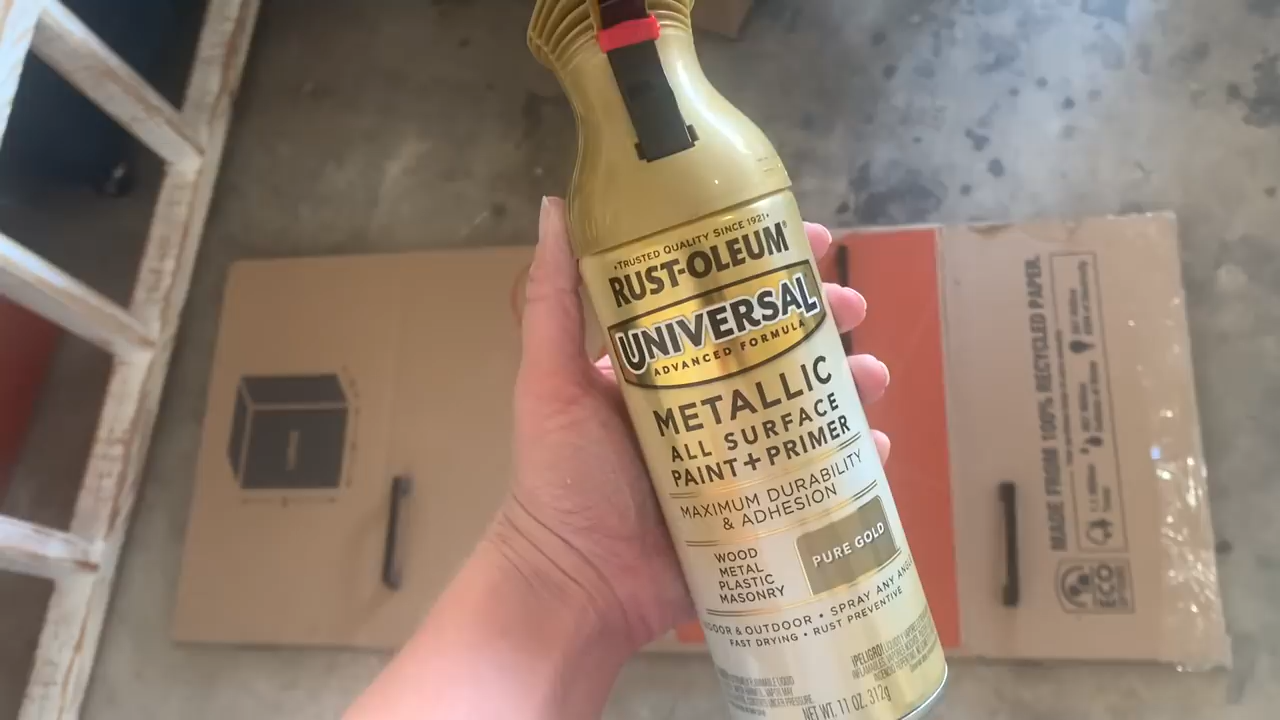 •TRUSTED QUALITY SINCE 1921•
RUST-OLEUM®
UNIVERSAL
ADVANCED FORMULA
METALLIC
ALL SURFACE
PAINT+PRIMER
MAXIMUM DURABILITY
& ADHESION
WOOD
METAL
PLASTIC
MASONRY
PURE GOLD
INDOOR & OUTDOOR • SPRAY ANY ANGLE
FAST DRYING • RUST PREVENTIVE
¡PELIGRO!
NET WT. 11 OZ. 312g
MADE FROM 100% RECYCLED PAPER.
ECO